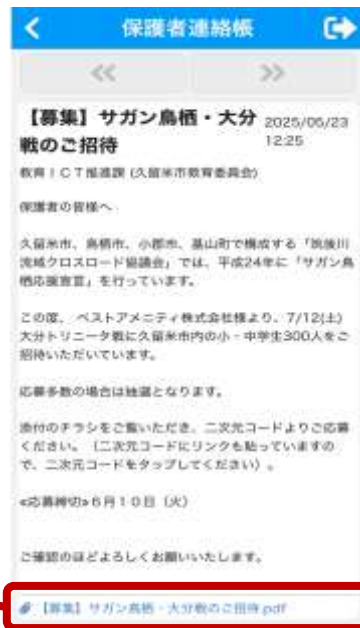 保護者連絡帳
【募集】サガン鳥栖・大分戦のご招待
2025/05/23
12:25
教育ICT推進課 (久留米市教育委員会)
保護者の皆様へ
久留米市、鳥栖市、小郡市、基山町で構成する「筑後川
流域クロスロード協議会」では、平成24年に「サガン鳥
栖応援宣言」を行っています。
この度、ベストアメニティ株式会社様より、7/12(土)
大分トリニータ戦に久留米市内の小・中学生300人をご
招待いただいています。
応募多数の場合は抽選となります。
添付のチラシをご覧いただき、二次元コードよりご応募
ください。（二次元コードにリンクも貼っていますの
で、二次元コードをタップしてください）。
≪応募締切≫6月10日（火）
ご確認のほどよろしくお願いいたします。
【募集】サガン鳥栖・大分戦のご招待.pdf